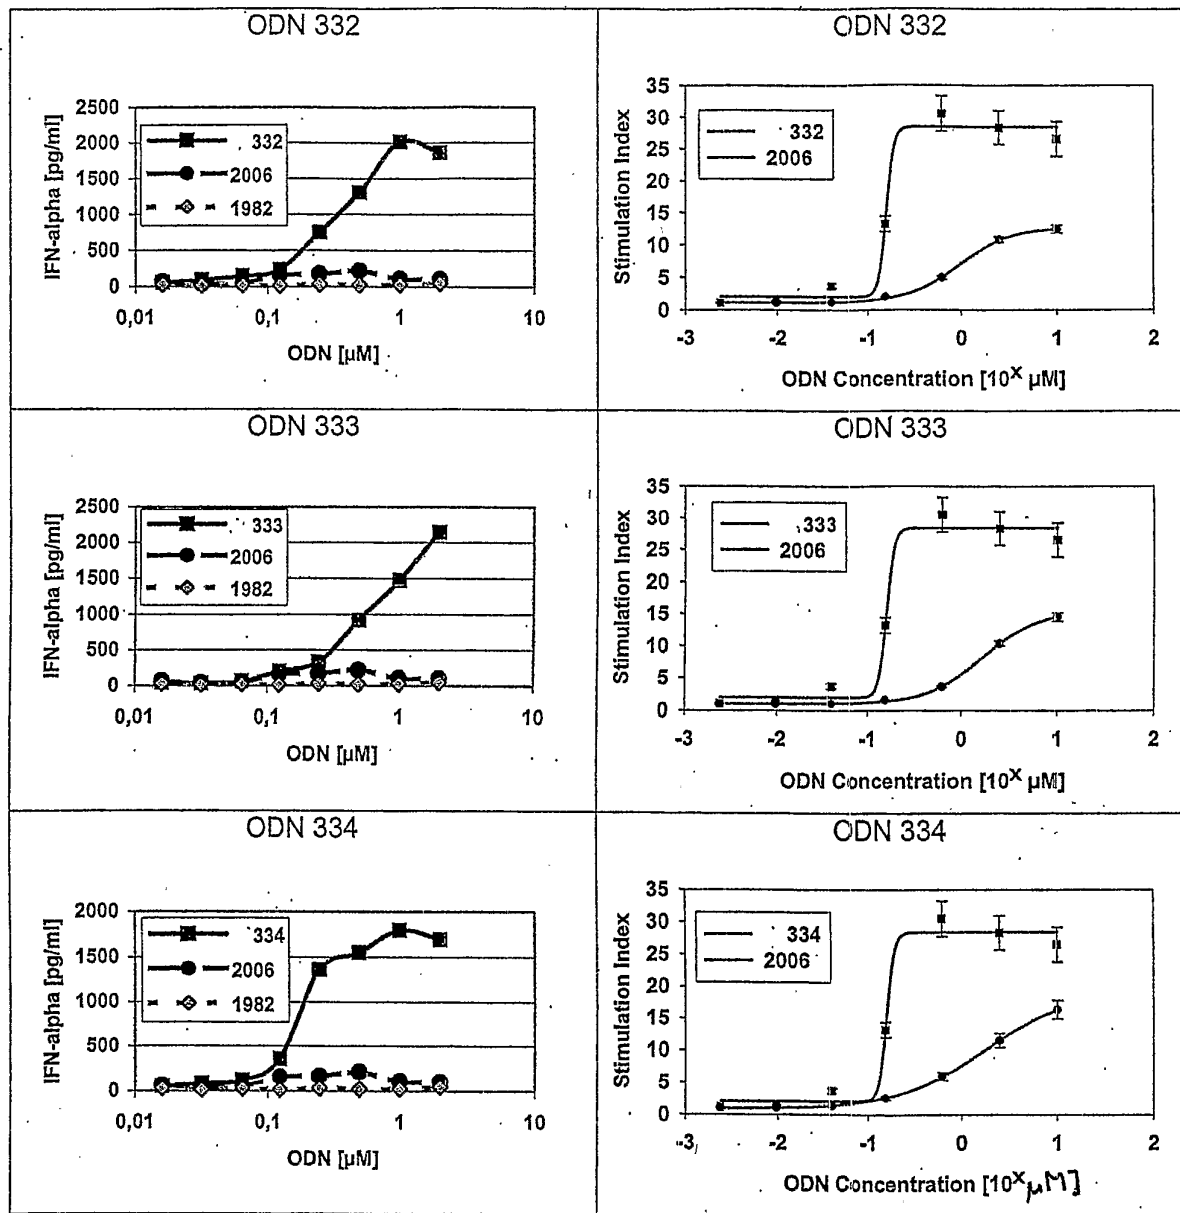 ODN 332
IFN-alpha [pg/ml]
2500
2000
1500
1000
500
0
332
2006
1982
0,01 0,1 1 10
ODN [µM]
ODN 332
Stimulation Index
35
30
25
20
15
10
5
0
332
2006
-3 -2 -1 0 1 2
ODN Concentration [10^x µM]
ODN 333
IFN-alpha [pg/ml]
2500
2000
1500
1000
500
0
333
2006
1982
0,01 0,1 1 10
ODN [µM]
ODN 333
Stimulation Index
35
30
25
20
15
10
5
0
333
2006
-3 -2 -1 0 1 2
ODN Concentration [10^x µM]
ODN 334
IFN-alpha [pg/ml]
2000
1500
1000
500
0
334
2006
1982
0,01 0,1 1 10
ODN [µM]
ODN 334
Stimulation Index
35
30
25
20
15
10
5
0
334
2006
-3 -2 -1 0 1 2
ODN Concentration [10^x µM]